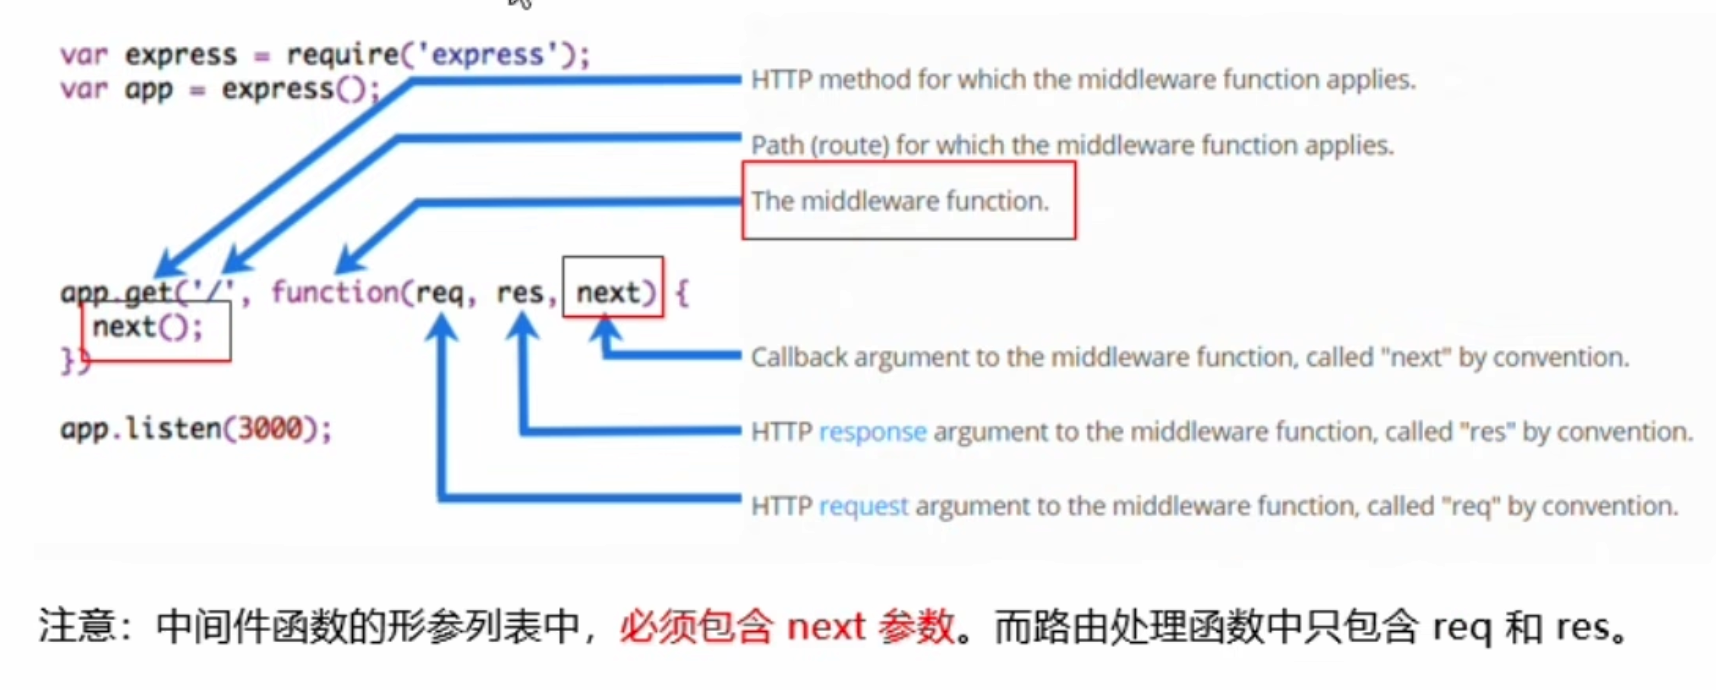 var express = require('express');
var app = express();
HTTP method for which the middleware function applies.
Path (route) for which the middleware function applies.
The middleware function.
app.get('/', function(req, res, next) {
next();
})
Callback argument to the middleware function, called "next" by convention.
app.listen(3000);
HTTP response argument to the middleware function, called "res" by convention.
HTTP request argument to the middleware function, called "req" by convention.
注意：中间件函数的形参列表中，必须包含 next 参数。而路由处理函数中只包含 req 和 res。